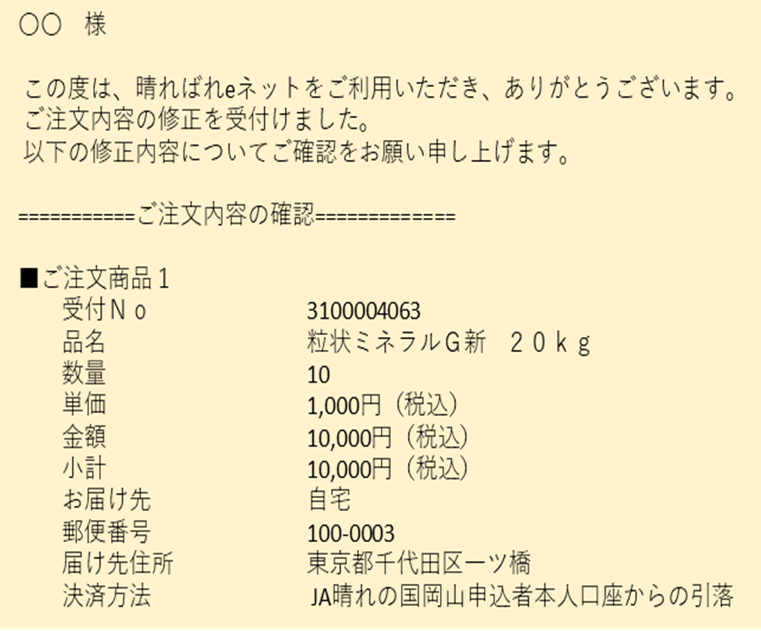 〇〇　様
この度は、晴ればれeネットをご利用いただき、ありがとうございます。
ご注文内容の修正を受付けました。
以下の修正内容についてご確認をお願い申し上げます。
===========ご注文内容の確認=============
■ご注文商品１
受付Ｎｏ　3100004063
品名　粒状ミネラルＧ新　２０ｋｇ
数量　10
単価　1,000円（税込）
金額　10,000円（税込）
小計　10,000円（税込）
お届け先　自宅
郵便番号　100-0003
届け先住所　東京都千代田区一ツ橋
決済方法　JA晴れの国岡山申込者本人口座からの引落